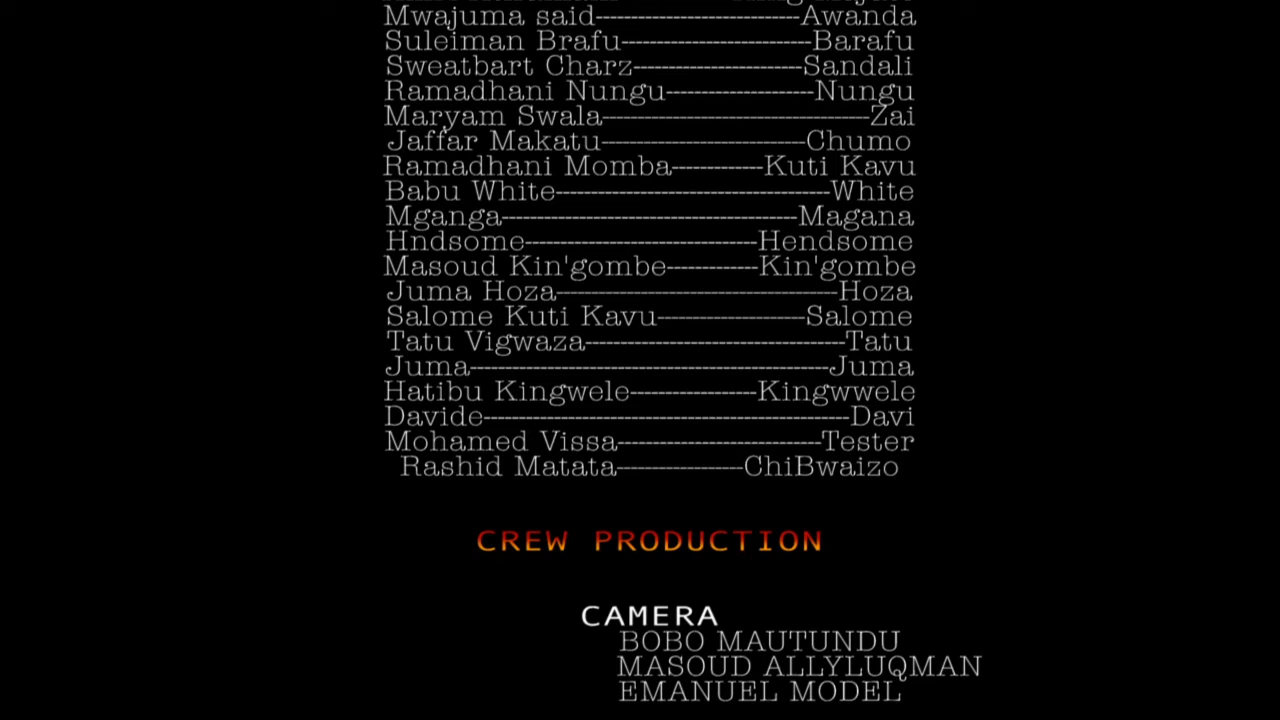 Mwajuma said-----------------------------Awanda
Suleiman Brafu---------------------------Barafu
Sweatbart Charz------------------------Sandali
Ramadhani Nungu---------------------Nungu
Maryam Swala--------------------------------------Zai
Jaffar Makatu-----------------------------Chumo
Ramadhani Momba-------------Kuti Kavu
Babu White---------------------------------------White
Mganga------------------------------------------Magana
Hndsome---------------------------------Hendsome
Masoud Kin'gombe-------------Kin'gombe
Juma Hoza----------------------------------------Hoza
Salome Kuti Kavu---------------------Salome
Tatu Vigwaza-------------------------------------Tatu
Juma---------------------------------------------------Juma
Hatibu Kingwele------------------Kingwwele
Davide----------------------------------------------------Davi
Mohamed Vissa-----------------------------Tester
Rashid Matata------------------ChiBwaizo
CREW PRODUCTION
CAMERA
BOBO MAUTUNDU
MASOUD ALLYLUQMAN
EMANUEL MODEL